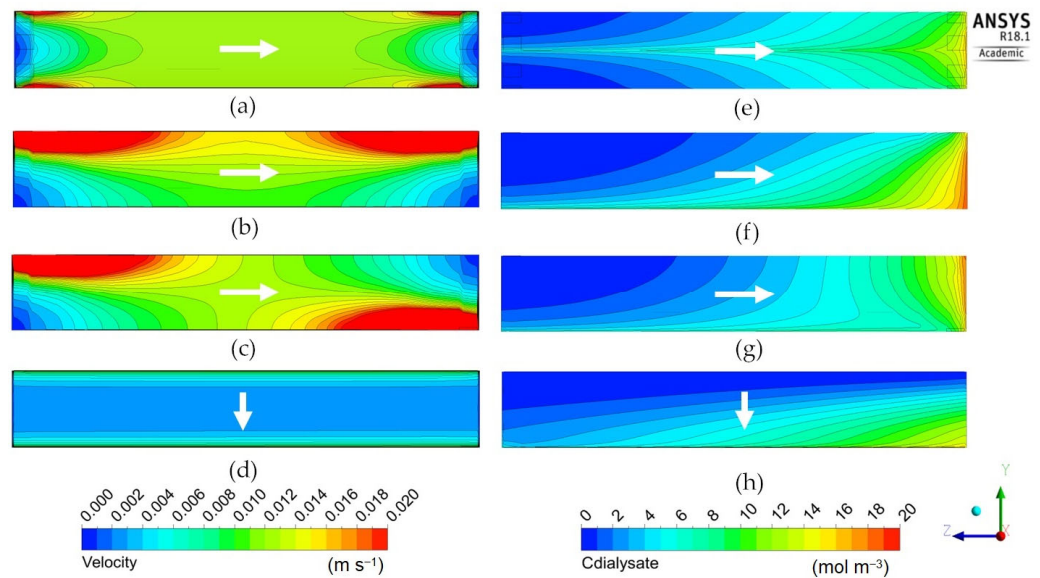 ANSYS
R18.1
Academic
(a)
(e)
(b)
(f)
(c)
(g)
(d)
(h)
0.000 0.002 0.004 0.006 0.008 0.010 0.012 0.014 0.016 0.018 0.020
Velocity (m s⁻¹)
0 2 4 6 8 10 12 14 16 18 20
Cdialysate (mol m⁻³)
Y
Z
X